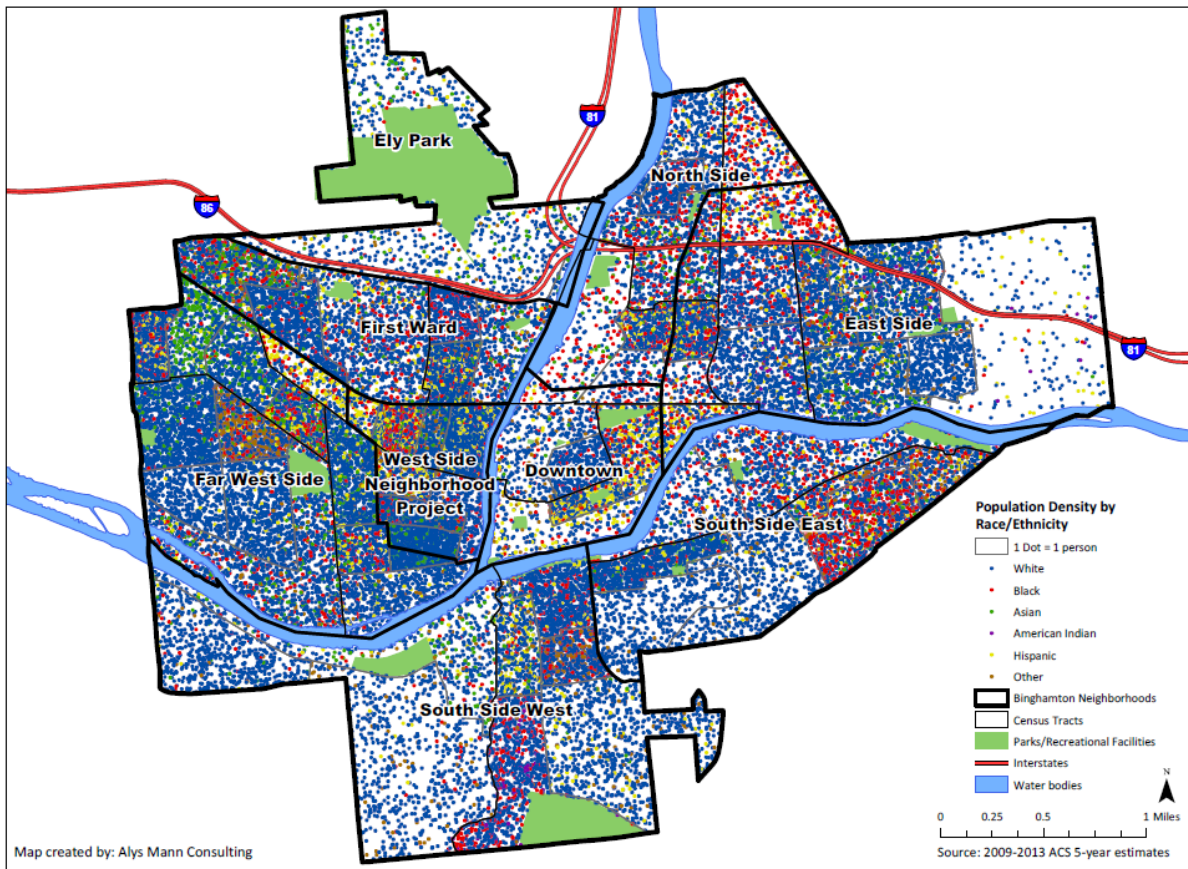 81
Ely Park
North Side
86
First Ward
East Side
81
West Side
Neighborhood
Project
Downtown
Far West Side
South Side East
South Side West
Population Density by
Race/Ethnicity
1 Dot = 1 person
White
Black
Asian
American Indian
Hispanic
Other
Binghamton Neighborhoods
Census Tracts
Parks/Recreational Facilities
Interstates
Water bodies
N
0 0.25 0.5 1 Miles
Map created by: Alys Mann Consulting
Source: 2009-2013 ACS 5-year estimates